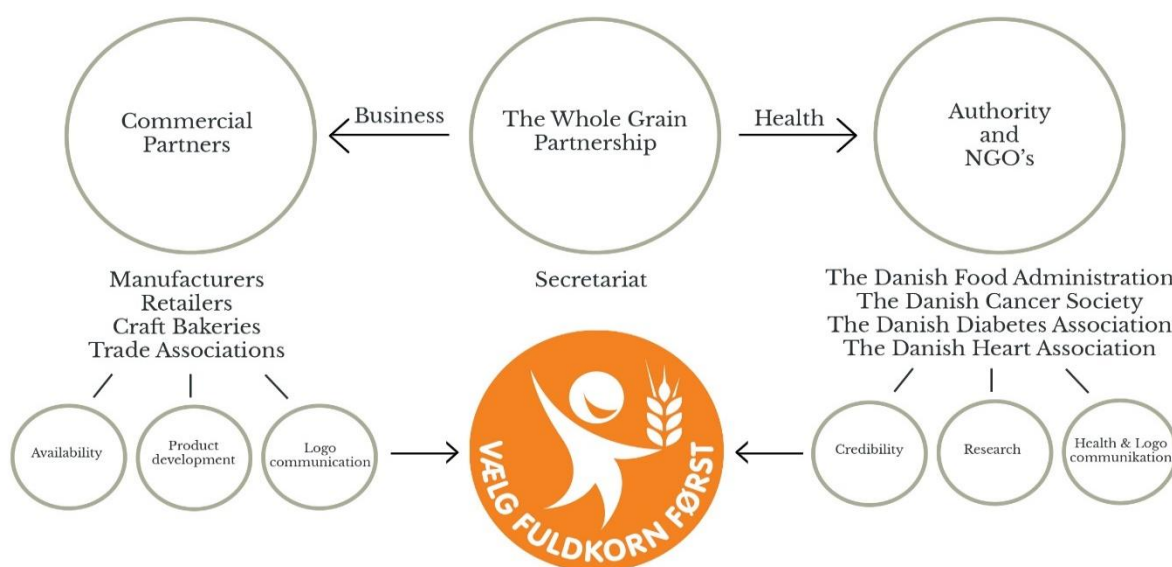 Commercial
Partners
Business
The Whole Grain
Partnership
Health
Authority
and
NGO's
Manufacturers
Retailers
Craft Bakeries
Trade Associations
Secretariat
The Danish Food Administration
The Danish Cancer Society
The Danish Diabetes Association
The Danish Heart Association
Availability
Product
development
Logo
communication
VÆLG FULDKORN FØRST
Credibility
Research
Health & Logo
communikation